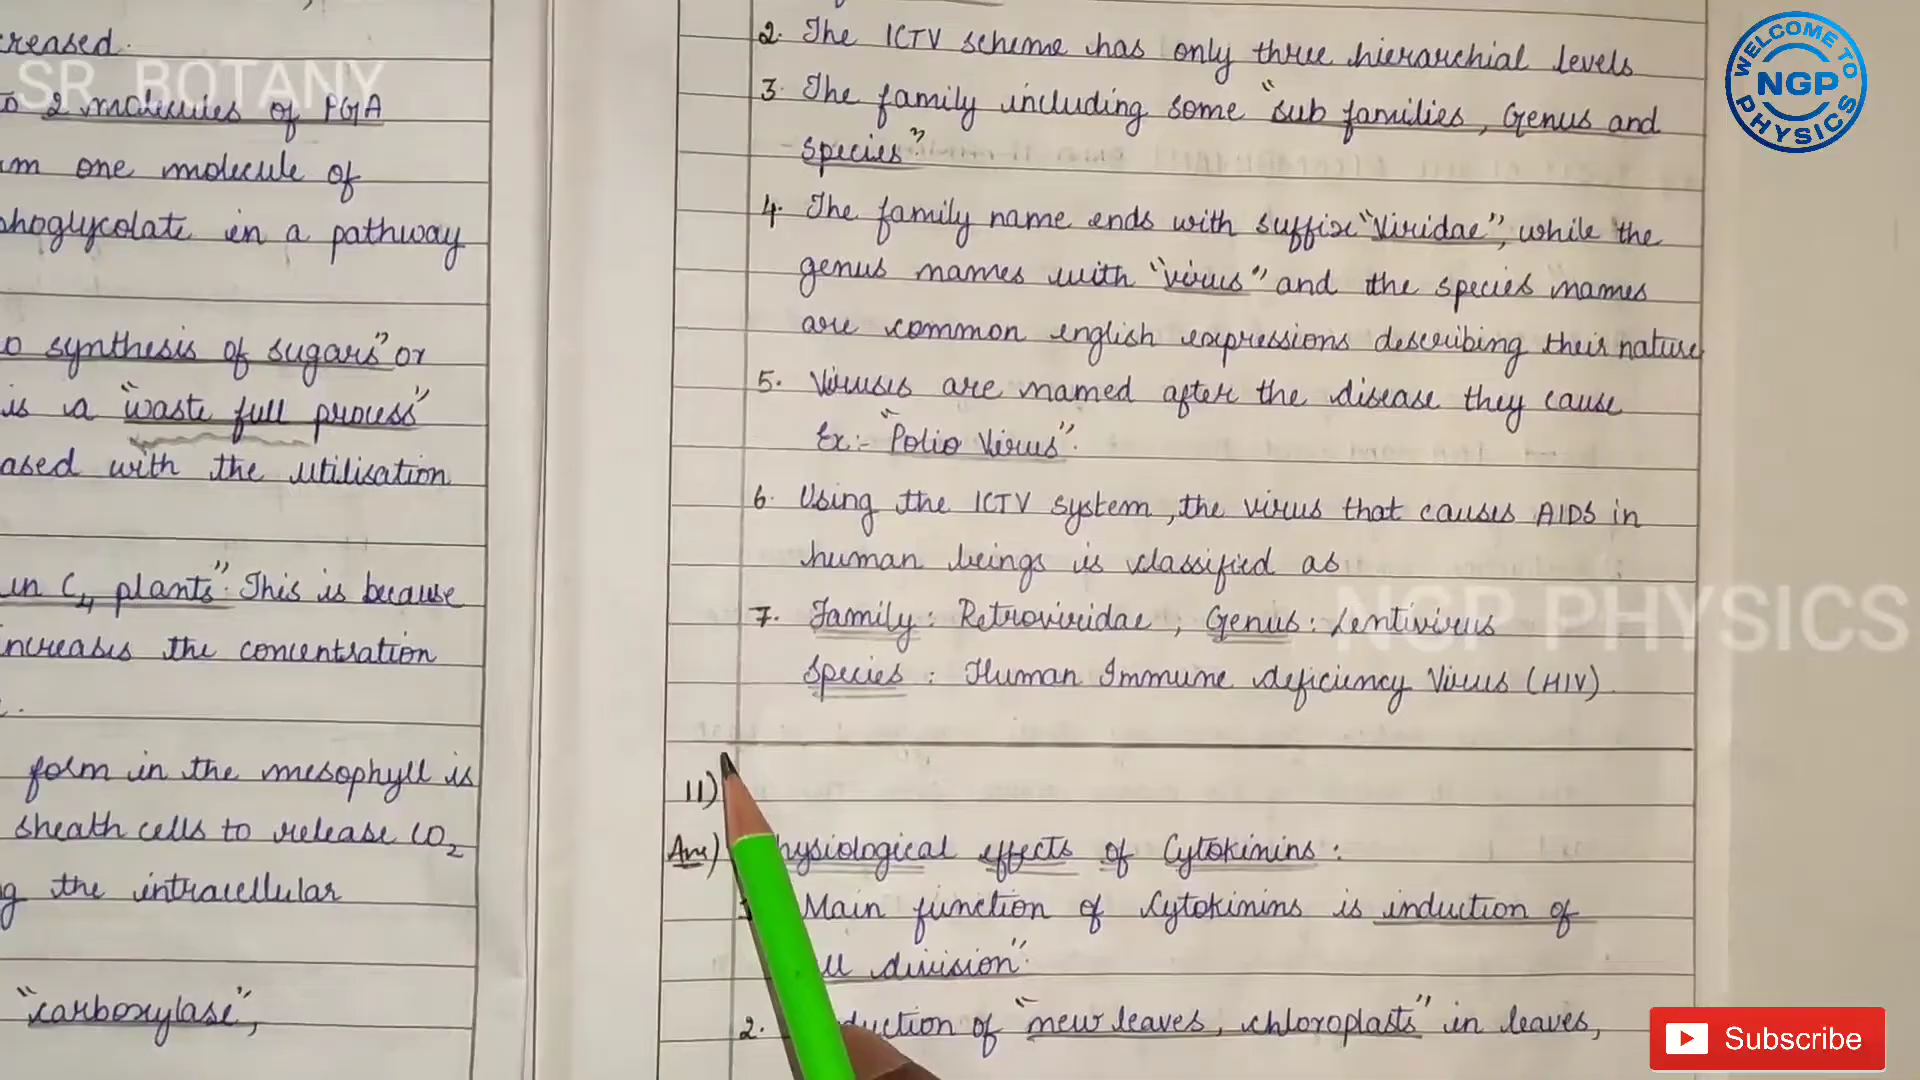 creased.
SR BOTANY
to 2 molecules of PGA
om one molecule of
phoglycolate in a pathway
o synthesis of sugars" or
is a "waste full process"
ased with the utilisation
in C4 plants". This is because
increases the concentration
form in the mesophyll is
sheath cells to release CO2
g the intracellular
"carboxylase",
2. The ICTV scheme has only three hierarchial levels
3. The family including some "sub families, Genus and
species".
4. The family name ends with suffix "Viridae", while the
genus names with "virus" and the species names
are common english expressions describing their nature
5. Viruses are named after the disease they cause
Ex:- "Polio Virus".
6. Using the ICTV system, the virus that causes AIDS in
human beings is classified as
7. Family: Retroviridae; Genus: Lentivirus
Species: Human Immune deficiency Virus (HIV)
11)
Ans) hysiological effects of Cytokinins:
Main function of Cytokinins is induction of
ll division".
2. duction of "new leaves, chloroplasts" in leaves,
WELCOME TO
NGP
PHYSICS
NGP PHYSICS
Subscribe